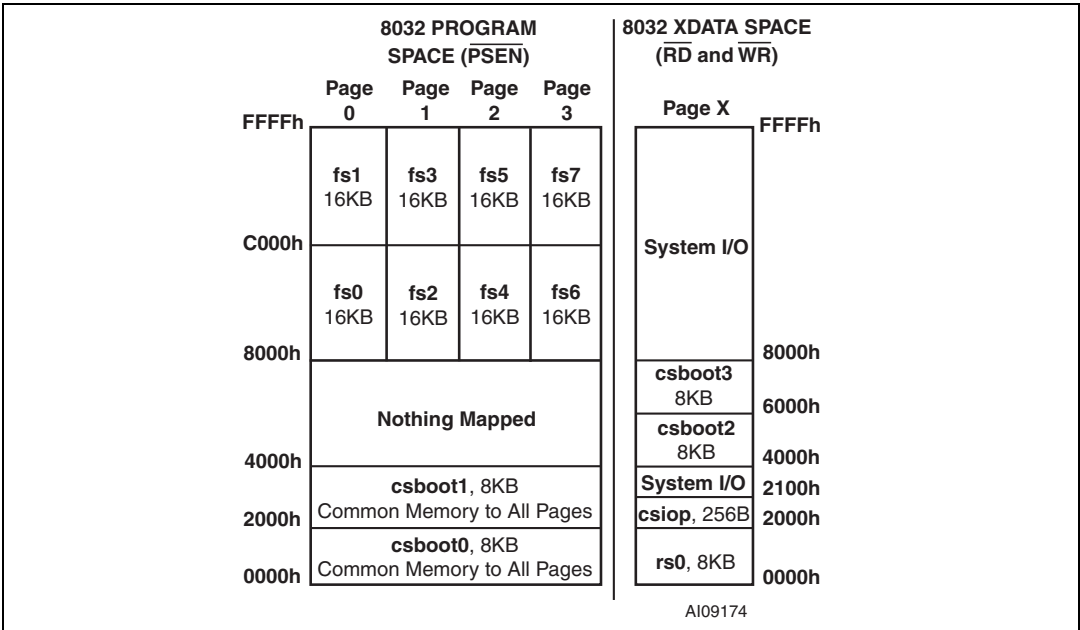 8032 PROGRAM
SPACE (PSEN)
8032 XDATA SPACE
(RD and WR)
Page 0
Page 1
Page 2
Page 3
Page X
FFFFh
FFFFh
fs1
16KB
fs3
16KB
fs5
16KB
fs7
16KB
System I/O
C000h
fs0
16KB
fs2
16KB
fs4
16KB
fs6
16KB
8000h
8000h
Nothing Mapped
csboot3
8KB
6000h
csboot2
8KB
4000h
4000h
csboot1, 8KB
Common Memory to All Pages
System I/O
2100h
csiop, 256B
2000h
2000h
csboot0, 8KB
Common Memory to All Pages
rs0, 8KB
0000h
0000h
AI09174